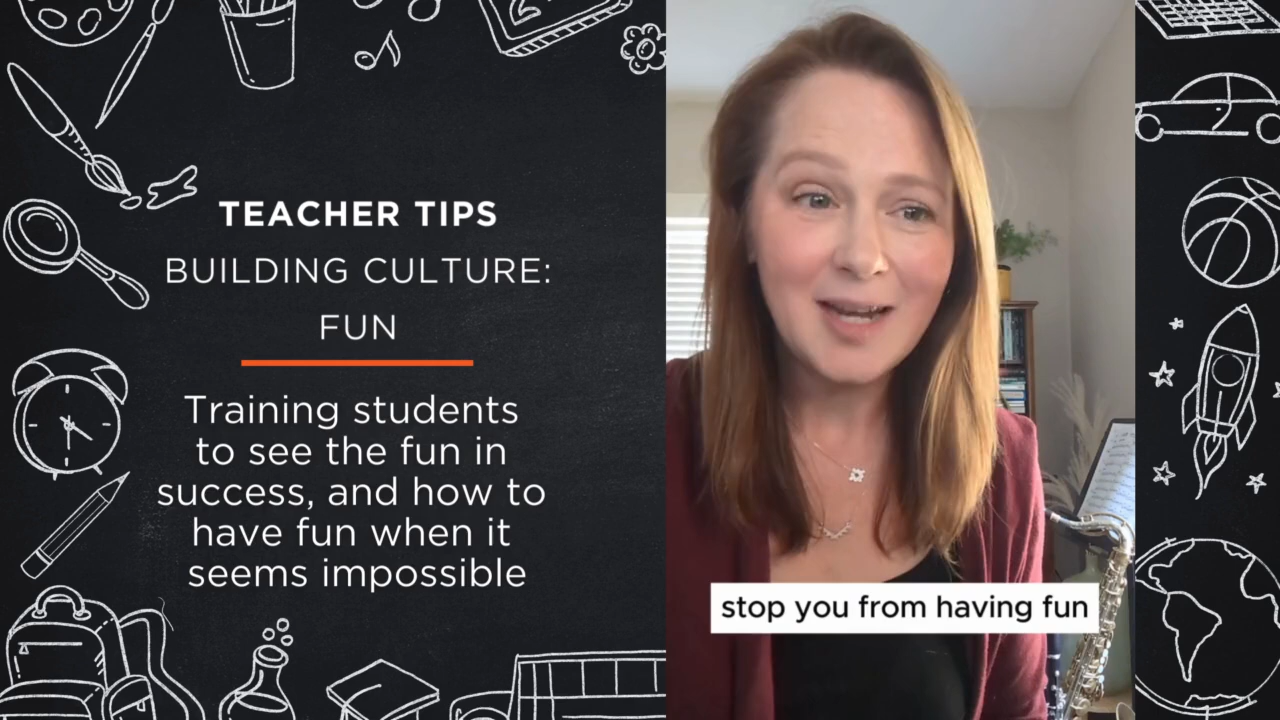 TEACHER TIPS
BUILDING CULTURE:
FUN
Training students
to see the fun in
success, and how to
have fun when it
seems impossible
stop you from having fun